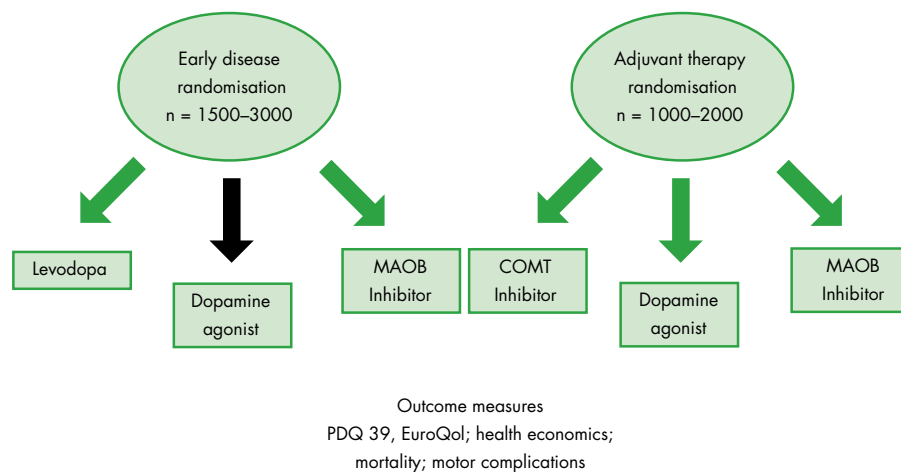 Early disease
randomisation
n = 1500–3000
Adjuvant therapy
randomisation
n = 1000–2000
Levodopa
Dopamine
agonist
MAOB
Inhibitor
COMT
Inhibitor
Dopamine
agonist
MAOB
Inhibitor
Outcome measures
PDQ 39, EuroQol; health economics;
mortality; motor complications